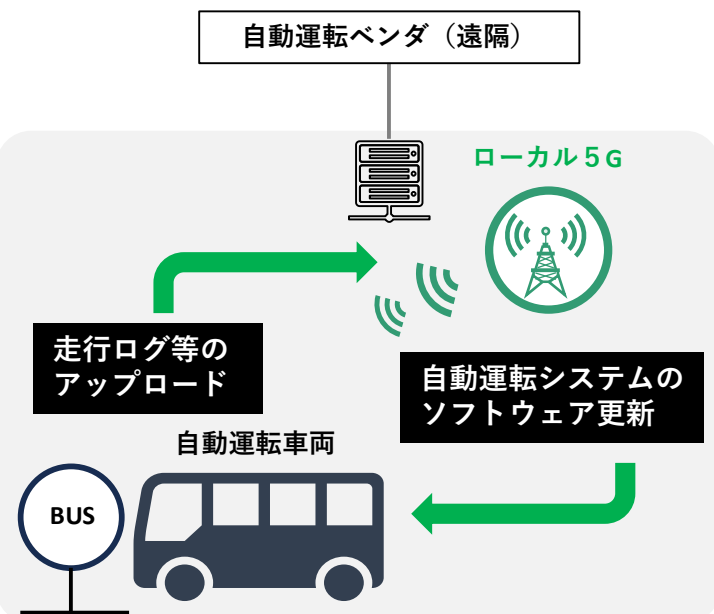 自動運転ベンダ（遠隔）
ローカル５G
走行ログ等の
アップロード
自動運転システムの
ソフトウェア更新
自動運転車両
BUS